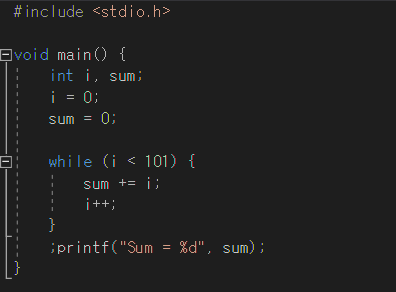 #include <stdio.h>
void main() {
int i, sum;
i = 0;
sum = 0;
while (i < 101) {
sum += i;
i++;
}
;printf("Sum = %d", sum);
}